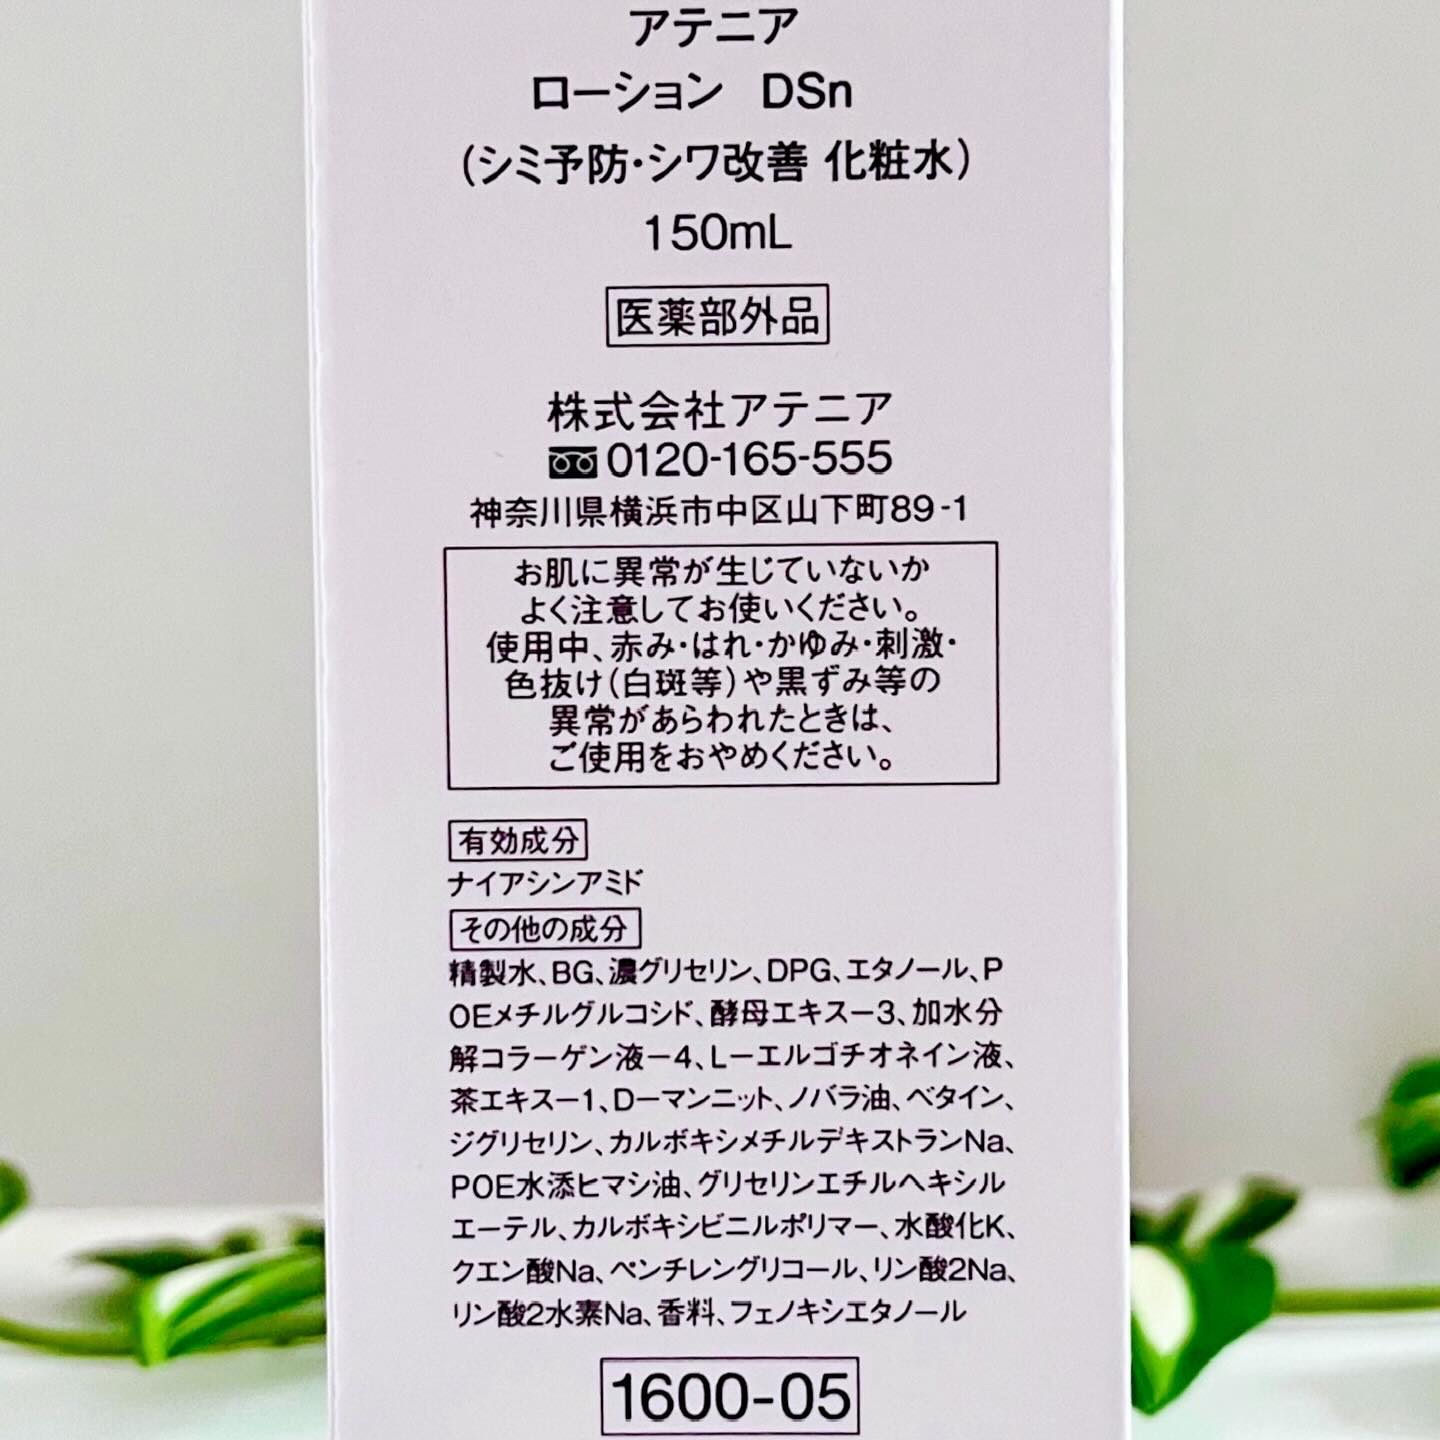 アテニア
ローション DSn
(シミ予防・シワ改善 化粧水)
150mL
医薬部外品
株式会社アテニア
0120-165-555
神奈川県横浜市中区山下町89-1
お肌に異常が生じていないか
よく注意してお使いください。
使用中、赤み・はれ・かゆみ・刺激・
色抜け(白斑等)や黒ずみ等の
異常があらわれたときは、
ご使用をおやめください。
有効成分
ナイアシンアミド
その他の成分
精製水、BG、濃グリセリン、DPG、エタノール、P
OEメチルグルコシド、酵母エキスー3、加水分
解コラーゲン液ー4、Lーエルゴチオネイン液、
茶エキスー1、Dーマンニット、ノバラ油、ベタイン、
ジグリセリン、カルボキシメチルデキストランNa、
POE水添ヒマシ油、グリセリンエチルヘキシル
エーテル、カルボキシビニルポリマー、水酸化K、
クエン酸Na、ペンチレングリコール、リン酸2Na、
リン酸2水素Na、香料、フェノキシエタノール
1600-05